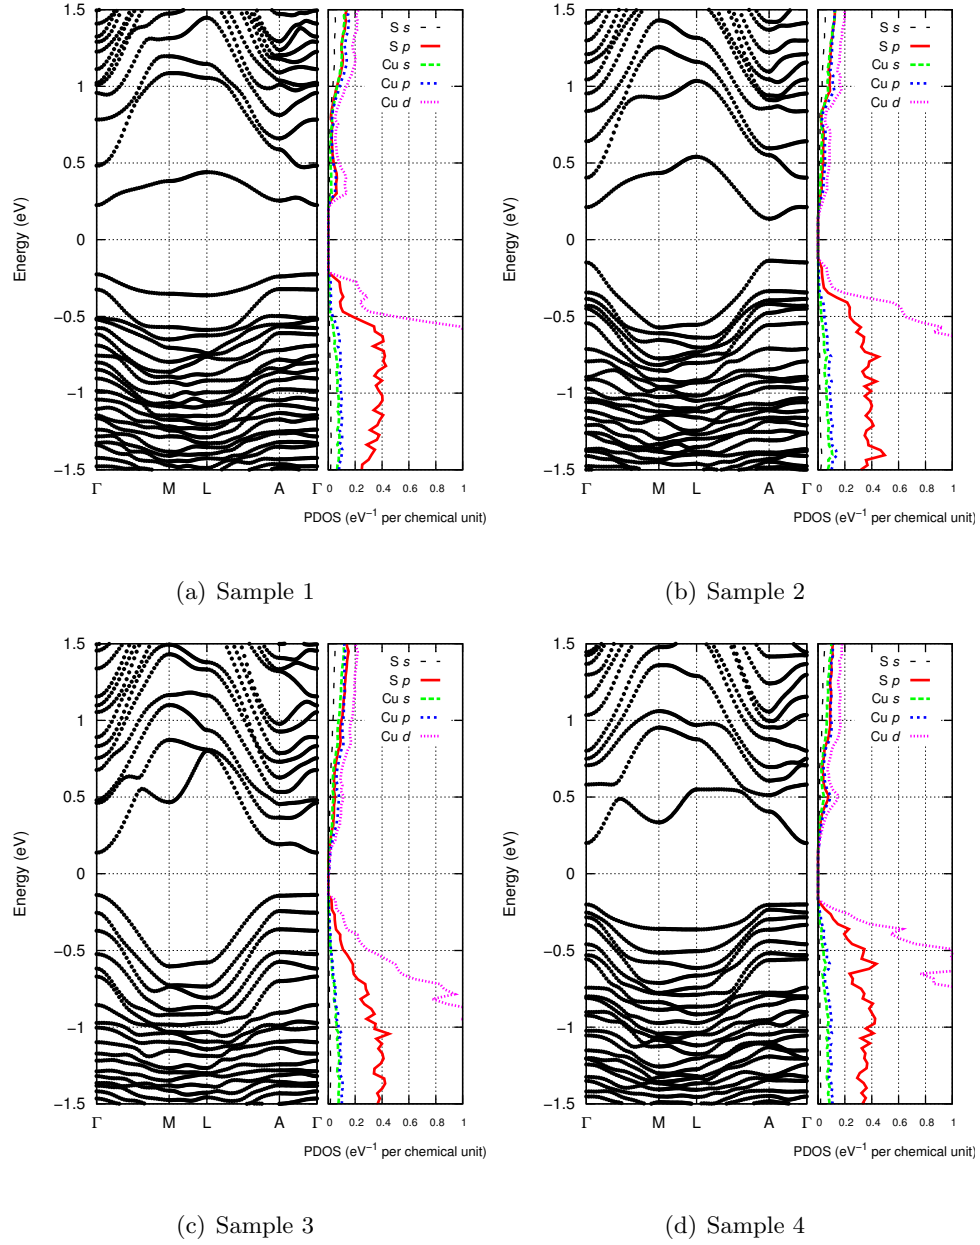 1.5
1
0.5
0
−0.5
−1
−1.5
Energy (eV)
Γ M L A Γ
S s
S p
Cu s
Cu p
Cu d
0 0.2 0.4 0.6 0.8 1
PDOS (eV⁻¹ per chemical unit)
(a) Sample 1
1.5
1
0.5
0
−0.5
−1
−1.5
Energy (eV)
Γ M L A Γ
S s
S p
Cu s
Cu p
Cu d
0 0.2 0.4 0.6 0.8 1
PDOS (eV⁻¹ per chemical unit)
(b) Sample 2
1.5
1
0.5
0
−0.5
−1
−1.5
Energy (eV)
Γ M L A Γ
S s
S p
Cu s
Cu p
Cu d
0 0.2 0.4 0.6 0.8 1
PDOS (eV⁻¹ per chemical unit)
(c) Sample 3
1.5
1
0.5
0
−0.5
−1
−1.5
Energy (eV)
Γ M L A Γ
S s
S p
Cu s
Cu p
Cu d
0 0.2 0.4 0.6 0.8 1
PDOS (eV⁻¹ per chemical unit)
(d) Sample 4